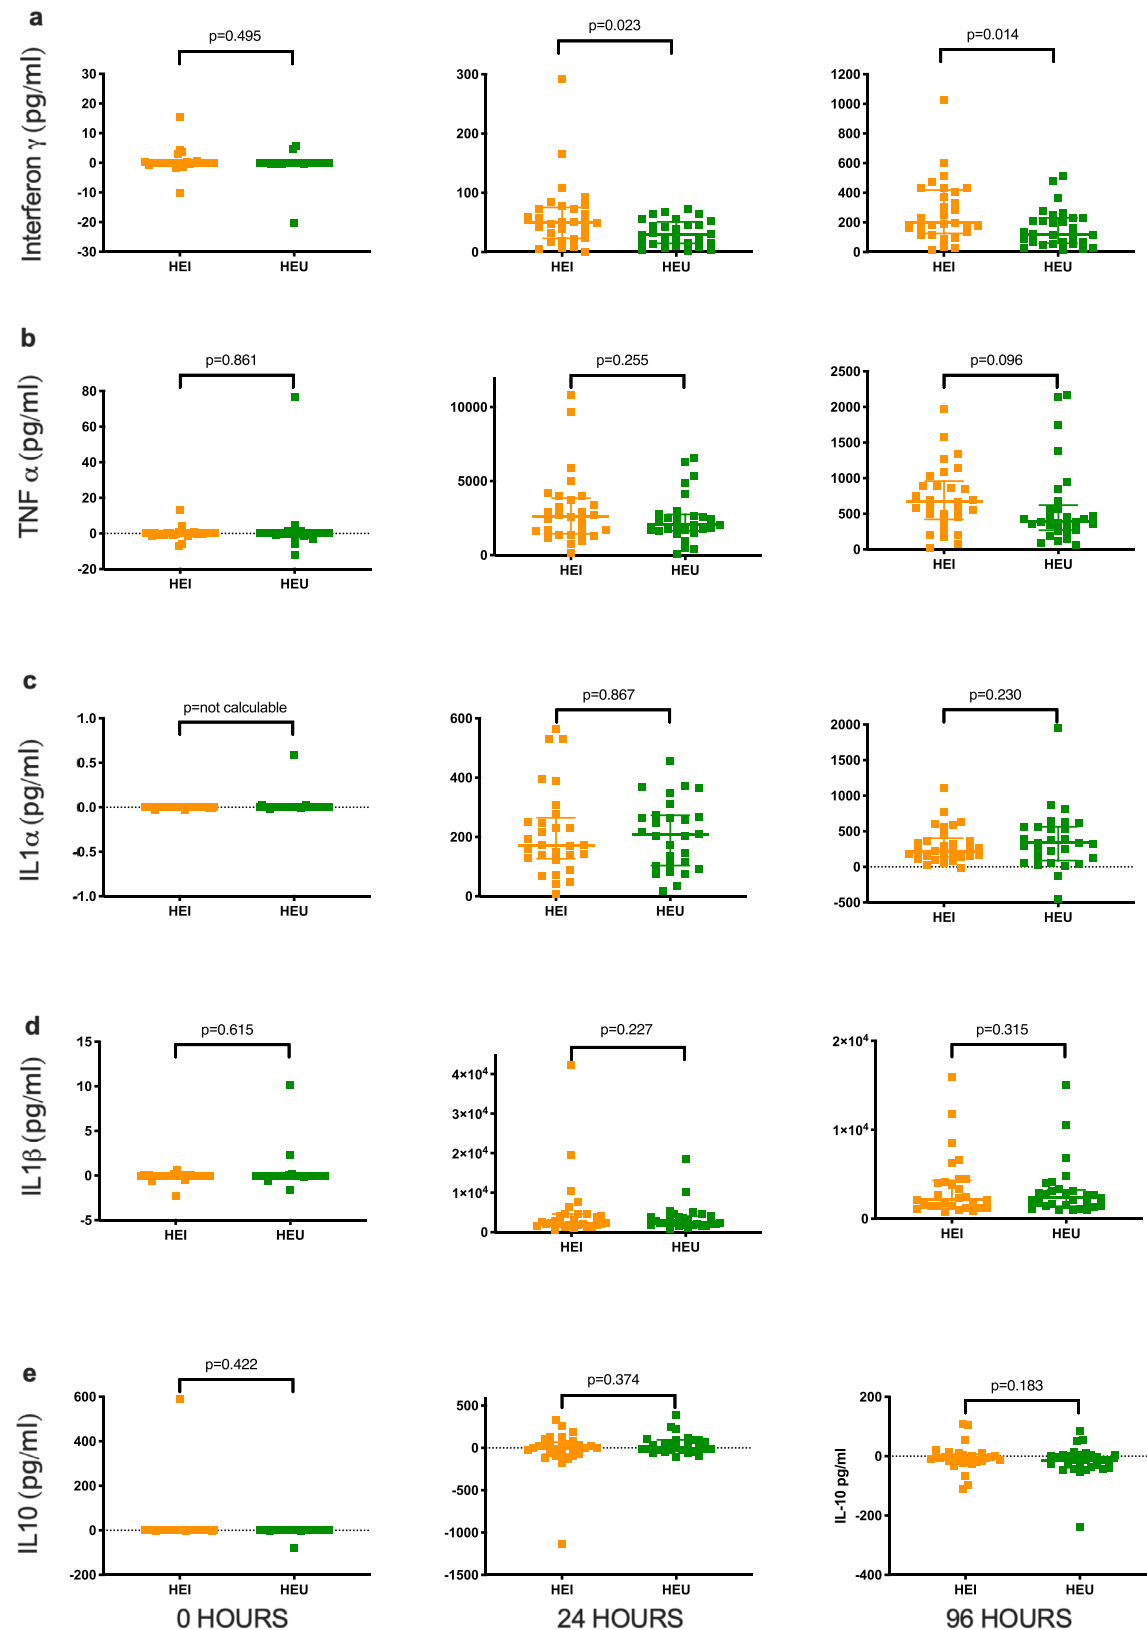 a
Interferon γ (pg/ml)
p=0.495
30
20
10
0
-10
-20
-30
HEI
HEU
p=0.023
300
200
100
0
HEI
HEU
p=0.014
1200
1000
800
600
400
200
0
HEI
HEU
b
TNF α (pg/ml)
p=0.861
80
60
40
20
0
-20
HEI
HEU
p=0.255
10000
5000
0
HEI
HEU
p=0.096
2500
2000
1500
1000
500
0
HEI
HEU
c
IL1α (pg/ml)
p=not calculable
1.0
0.5
0.0
-0.5
-1.0
HEI
HEU
p=0.867
600
400
200
0
HEI
HEU
p=0.230
2000
1500
1000
500
0
-500
HEI
HEU
d
IL1β (pg/ml)
p=0.615
15
10
5
0
-5
HEI
HEU
p=0.227
4×10⁴
3×10⁴
2×10⁴
1×10⁴
0
HEI
HEU
p=0.315
2×10⁴
1×10⁴
0
HEI
HEU
e
IL10 (pg/ml)
p=0.422
600
400
200
0
-200
HEI
HEU
p=0.374
500
0
-500
-1000
-1500
HEI
HEU
p=0.183
IL-10 pg/ml
200
0
-200
-400
HEI
HEU
0 HOURS
24 HOURS
96 HOURS